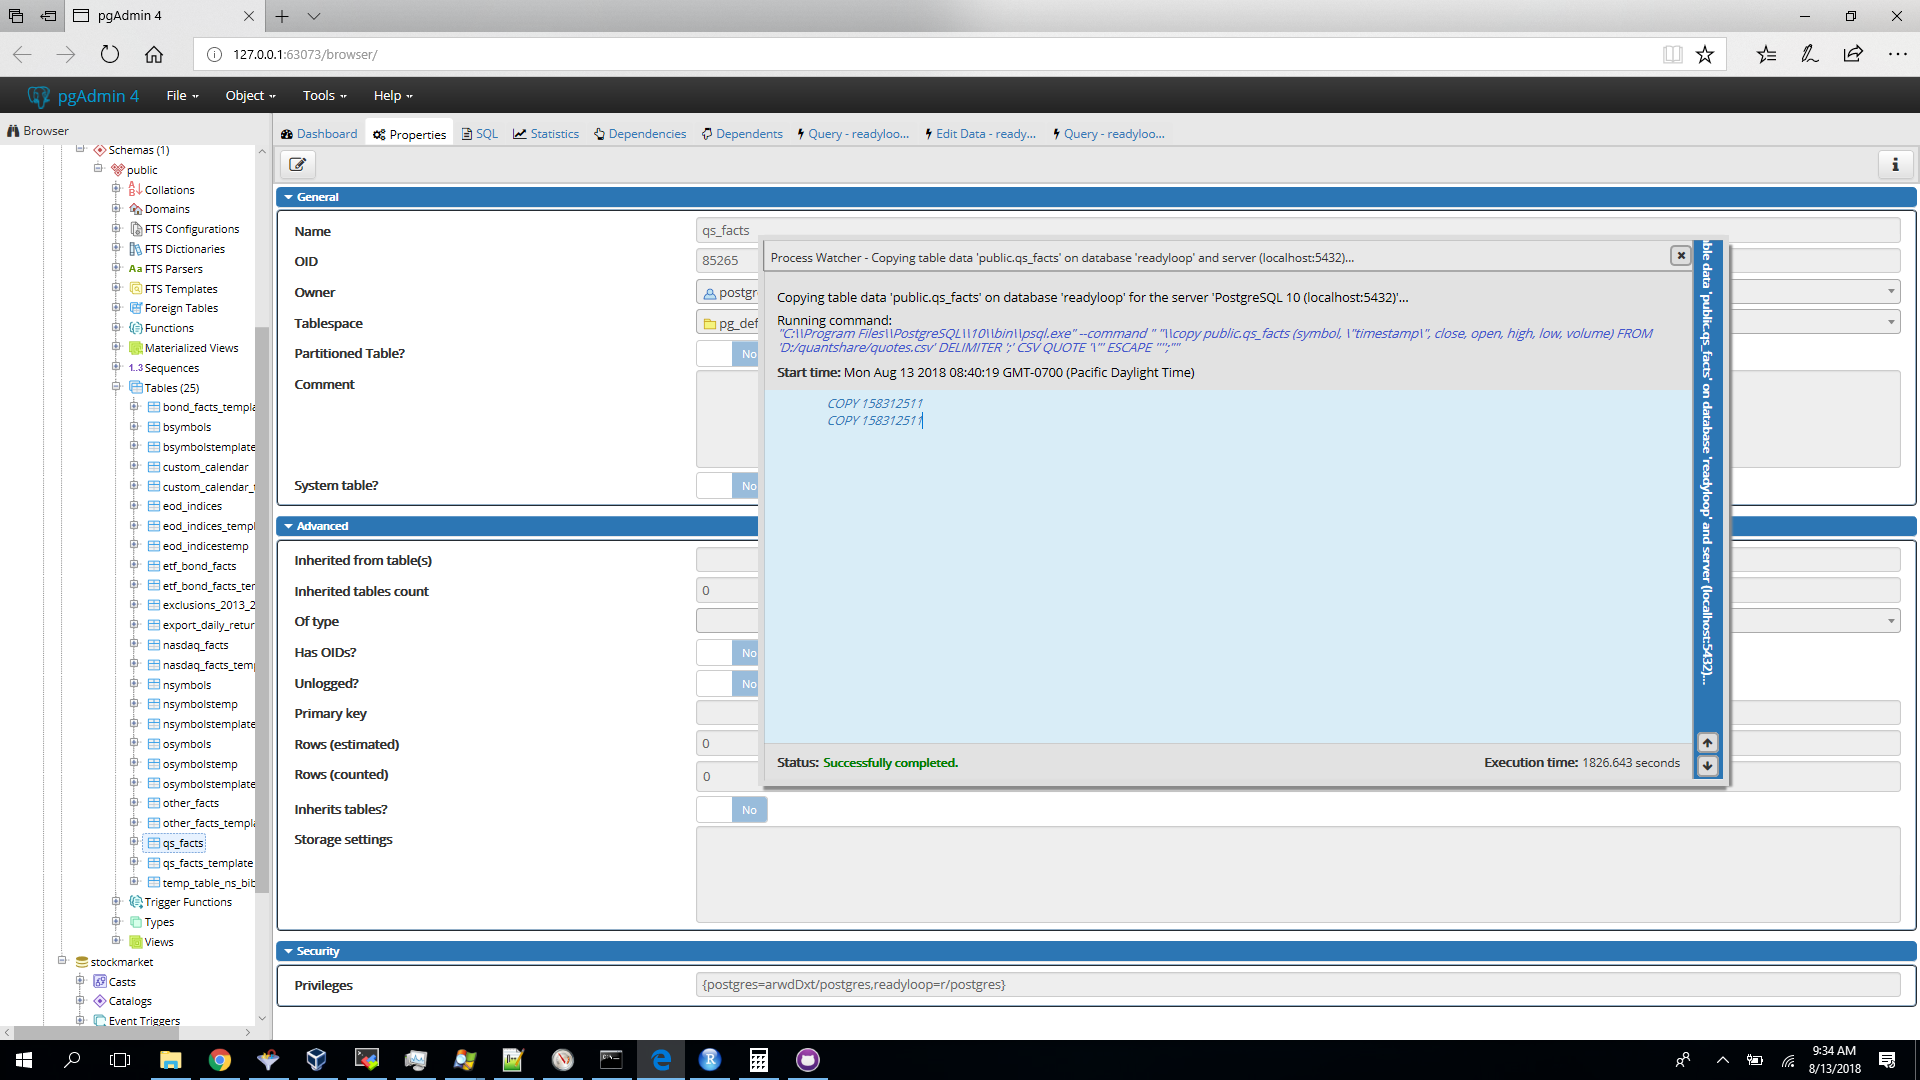 pgAdmin 4
127.0.0.1:63073/browser/
pgAdmin 4
File
Object
Tools
Help
Browser
Dashboard
Properties
SQL
Statistics
Dependencies
Dependents
Query - readyloo...
Edit Data - ready...
Query - readyloo...
Schemas (1)
public
Collations
Domains
FTS Configurations
FTS Dictionaries
Aa FTS Parsers
FTS Templates
Foreign Tables
Functions
Materialized Views
1..3 Sequences
Tables (25)
bond_facts_templa
bsymbols
bsymbolstemplate
custom_calendar
custom_calendar_
eod_indices
eod_indices_templ
eod_indicestemp
etf_bond_facts
etf_bond_facts_ter
exclusions_2013_2
export_daily_retur
nasdaq_facts
nasdaq_facts_temp
nsymbols
nsymbolstemp
nsymbolstemplate
osymbols
osymbolstemp
osymbolstemplate
other_facts
other_facts_templa
qs_facts
qs_facts_template
temp_table_ns_bib
Trigger Functions
Types
Views
stockmarket
Casts
Catalogs
Event Triggers
General
Name
qs_facts
OID
85265
Owner
postgr
Tablespace
pg_def
Partitioned Table?
No
Comment
System table?
No
Advanced
Inherited from table(s)
Inherited tables count
0
Of type
Has OIDs?
No
Unlogged?
No
Primary key
Rows (estimated)
0
Rows (counted)
0
Inherits tables?
No
Storage settings
Security
Privileges
{postgres=arwdDxt/postgres,readyloop=r/postgres}
Process Watcher - Copying table data 'public.qs_facts' on database 'readyloop' and server (localhost:5432)...
Copying table data 'public.qs_facts' on database 'readyloop' for the server 'PostgreSQL 10 (localhost:5432)'...
Running command:
"C:\\Program Files\\PostgreSQL\\10\\bin\\psql.exe" --command " "\\copy public.qs_facts (symbol, \"timestamp\", close, open, high, low, volume) FROM
'D:/quantshare/quotes.csv' DELIMITER ';' CSV QUOTE '\"' ESCAPE '''';""
Start time: Mon Aug 13 2018 08:40:19 GMT-0700 (Pacific Daylight Time)
COPY 158312511
COPY 158312511
Status: Successfully completed.
Execution time: 1826.643 seconds
ble data 'public.qs_facts' on database 'readyloop' and server (localhost:5432)...
9:34 AM
8/13/2018